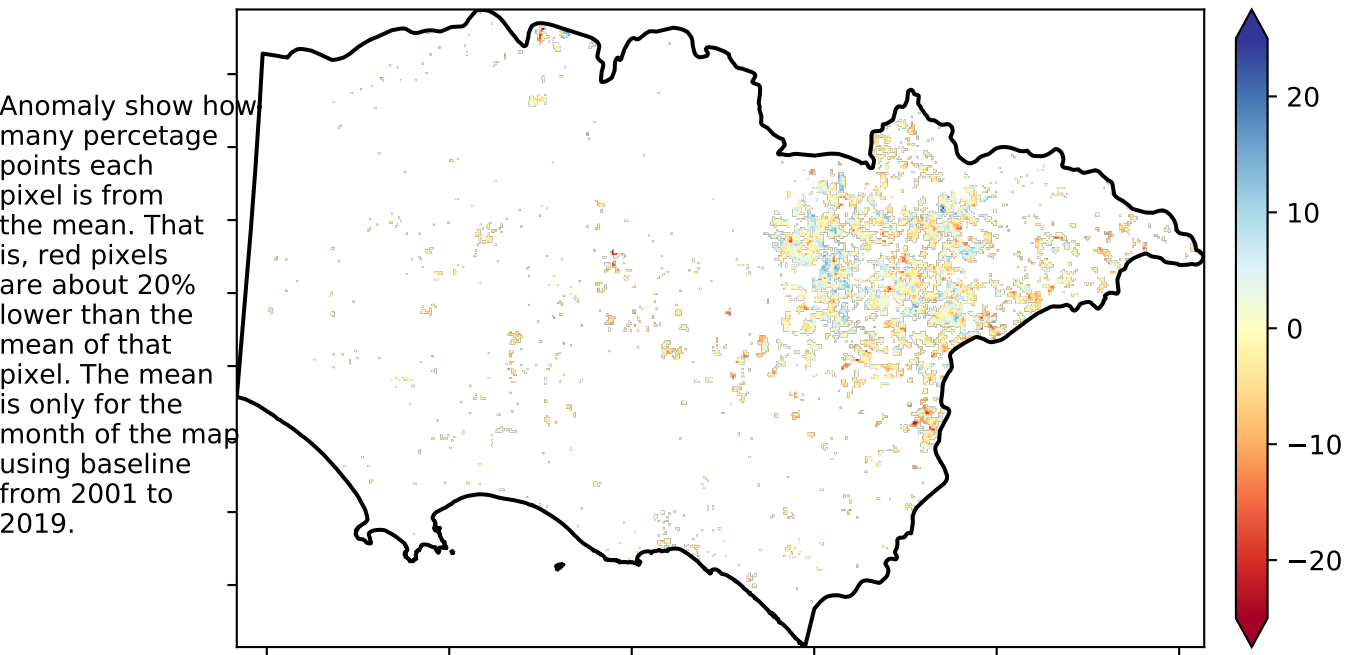 Anomaly show how
many percetage
points each
pixel is from
the mean. That
is, red pixels
are about 20%
lower than the
mean of that
pixel. The mean
is only for the
month of the map
using baseline
from 2001 to
2019.
20
10
0
−10
−20